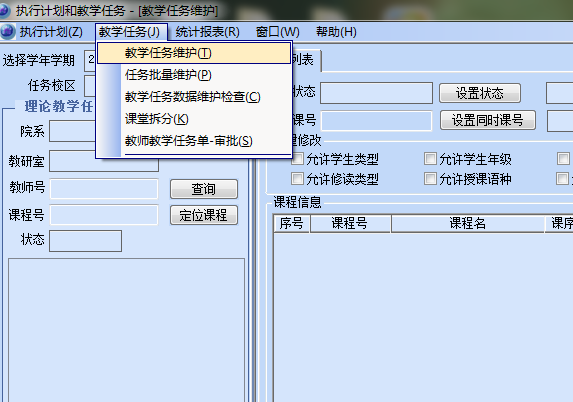 执行计划和教学任务 - [教学任务维护]
执行计划(Z) 教学任务(J) 统计报表(R) 窗口(W) 帮助(H)
教学任务维护(T)
任务批量维护(P)
教学任务数据维护检查(C)
课堂拆分(K)
教师教学任务单-审批(S)
选择学年学期 2
列表
任务校区
状态 设置状态
理论教学任
课号 设置同时课号
院系
修改
教研室
允许学生类型 允许学生年级
教师号 查询
允许修读类型 允许授课语种
课程号 定位课程
课程信息
状态
序号 课程号 课程名 课序